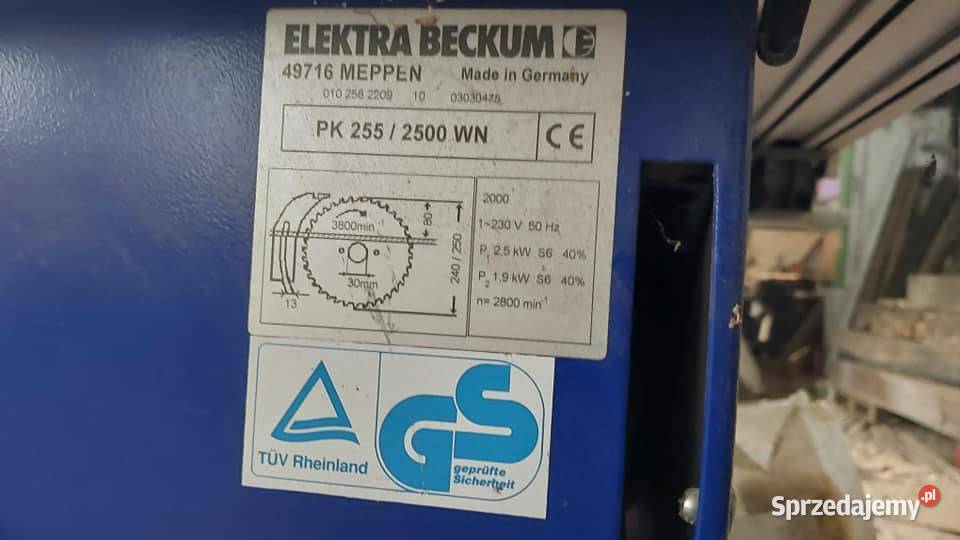 ELEKTRA BECKUM
49716 MEPPEN Made in Germany
010 258 2209 10 03030475
PK 255 / 2500 WN CE
3800min⁻¹
80
240 / 250
30mm
13
2000
1~230 V 50 Hz
P₁ 2,5 kW S6 40%
P₂ 1,9 kW S6 40%
n= 2800 min⁻¹
TÜV Rheinland
GS
geprüfte
Sicherheit
Sprzedajemy.pl